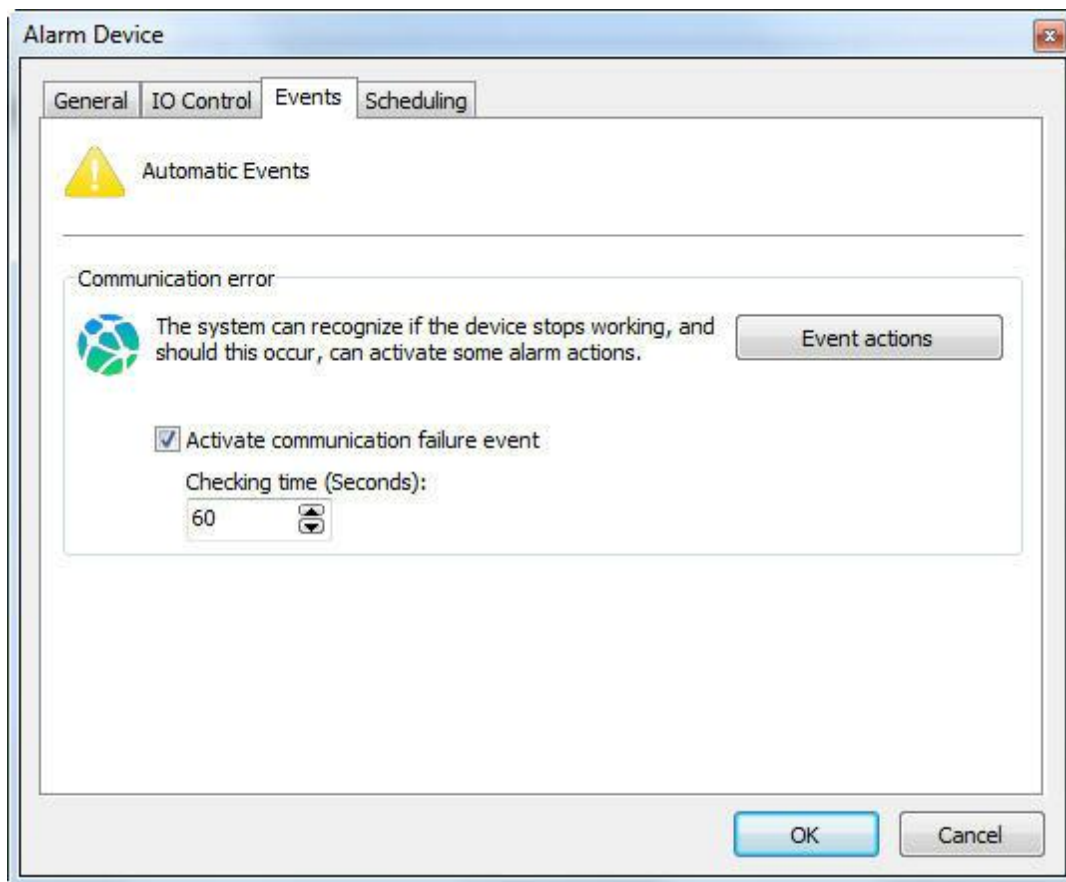 Alarm Device
General IO Control Events Scheduling
Automatic Events
Communication error
The system can recognize if the device stops working, and
should this occur, can activate some alarm actions.
Event actions
Activate communication failure event
Checking time (Seconds):
60
OK Cancel